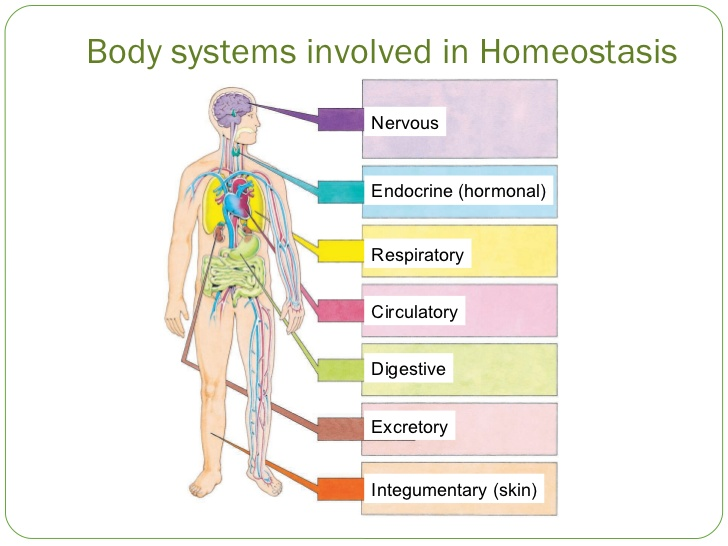 Body systems involved in Homeostasis
Nervous
Endocrine (hormonal)
Respiratory
Circulatory
Digestive
Excretory
Integumentary (skin)